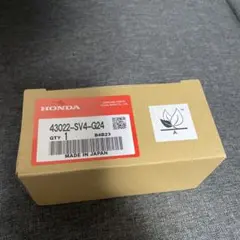 HONDA
43022-SV4-G24
QTY 1
MADE IN JAPAN
A